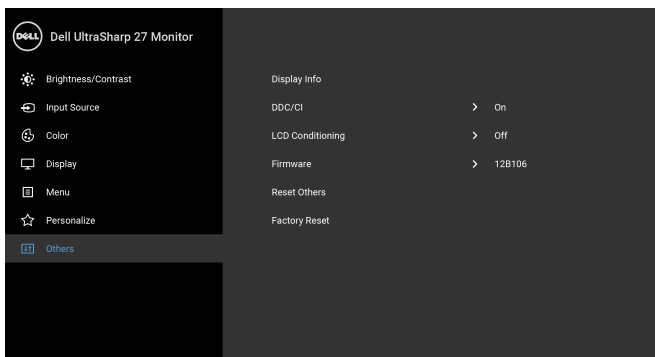 DELL Dell UltraSharp 27 Monitor
Brightness/Contrast
Input Source
Color
Display
Menu
Personalize
Others
Display Info
DDC/CI > On
LCD Conditioning > Off
Firmware > 12B106
Reset Others
Factory Reset